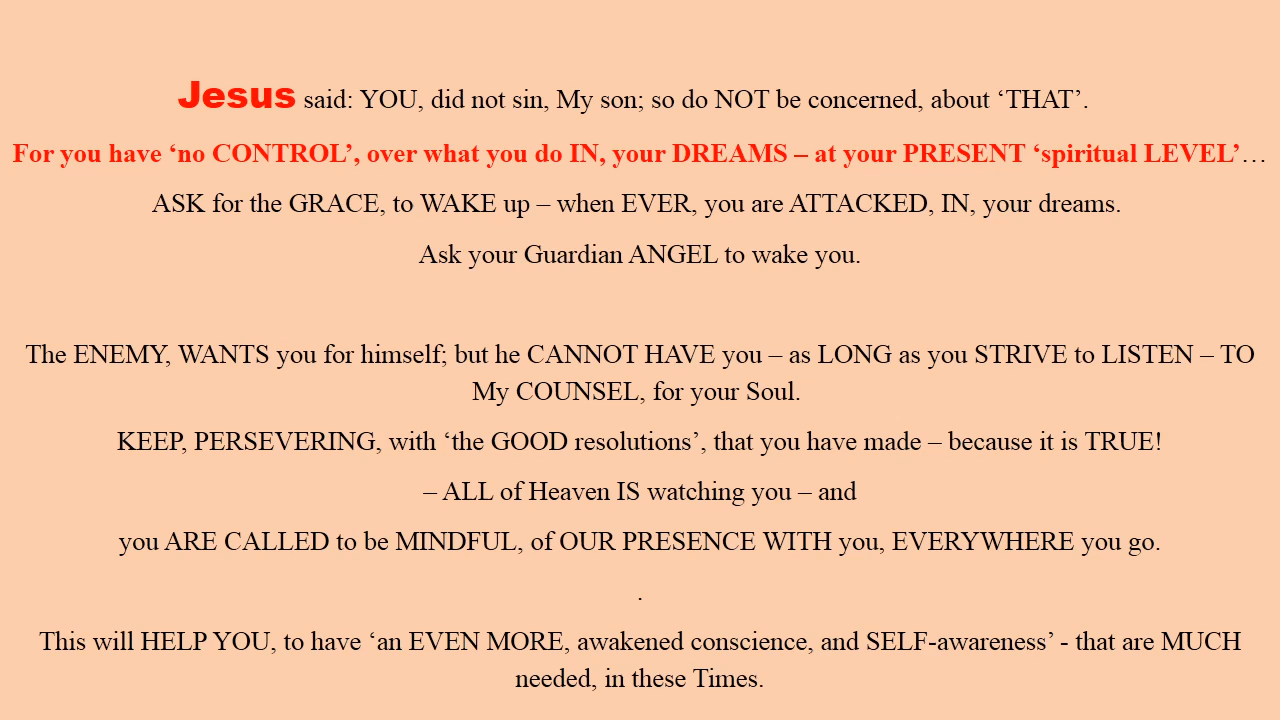 Jesus said: YOU, did not sin, My son; so do NOT be concerned, about ‘THAT’.
For you have ‘no CONTROL’, over what you do IN, your DREAMS – at your PRESENT ‘spiritual LEVEL’…
ASK for the GRACE, to WAKE up – when EVER, you are ATTACKED, IN, your dreams.
Ask your Guardian ANGEL to wake you.
The ENEMY, WANTS you for himself; but he CANNOT HAVE you – as LONG as you STRIVE to LISTEN – TO
My COUNSEL, for your Soul.
KEEP, PERSEVERING, with ‘the GOOD resolutions’, that you have made – because it is TRUE!
– ALL of Heaven IS watching you – and
you ARE CALLED to be MINDFUL, of OUR PRESENCE WITH you, EVERYWHERE you go.
.
This will HELP YOU, to have ‘an EVEN MORE, awakened conscience, and SELF-awareness’ - that are MUCH
needed, in these Times.